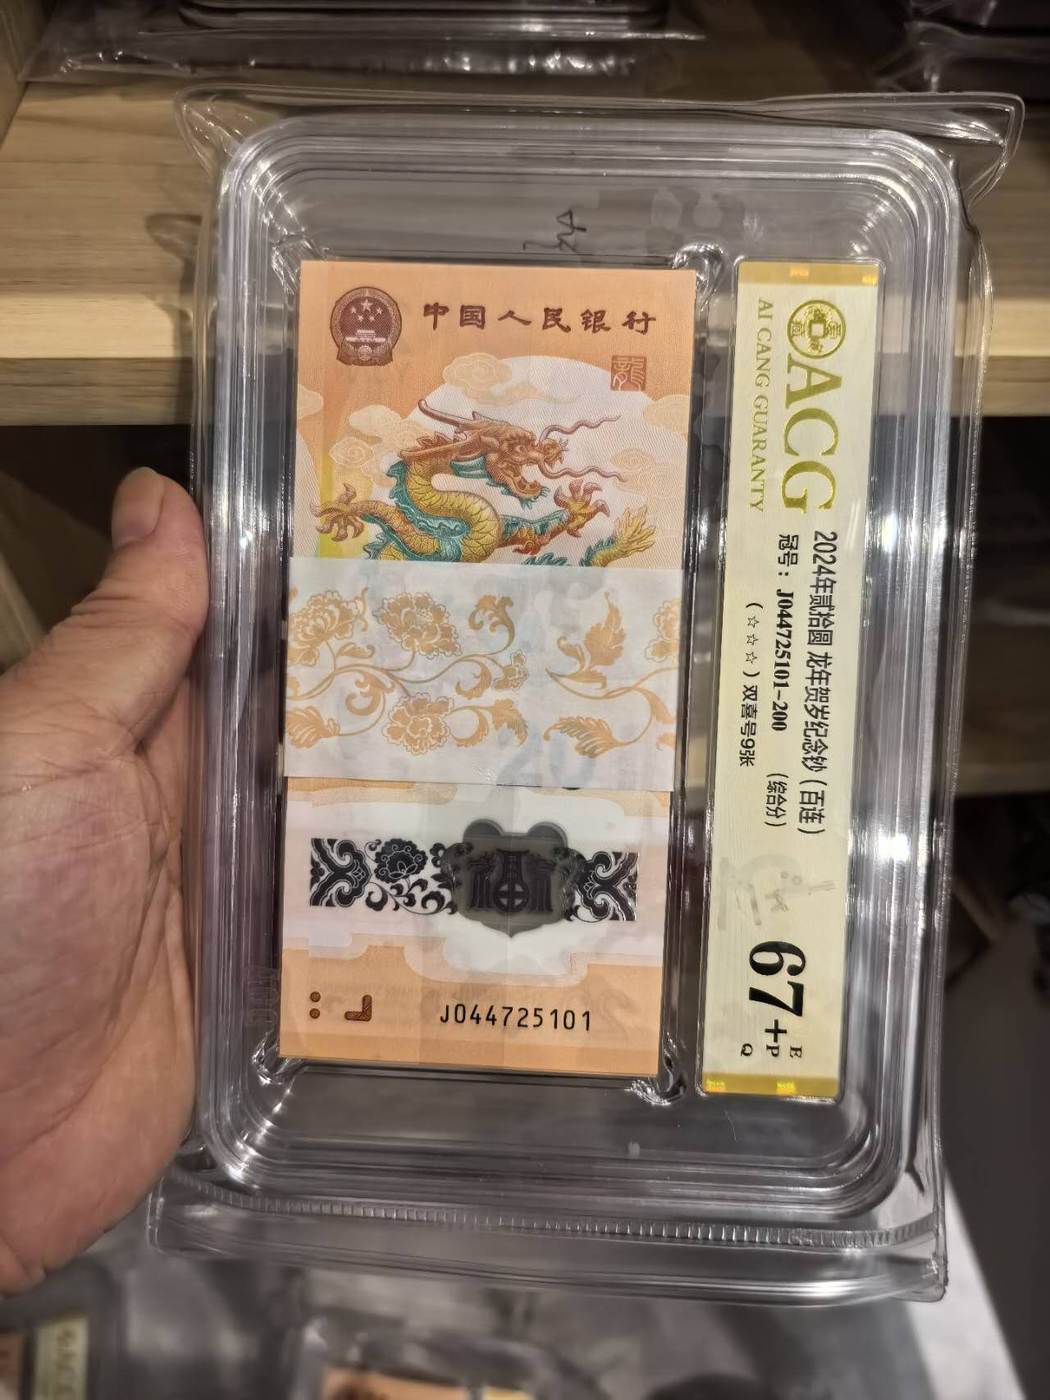 中国人民银行
龍
福
J044725101
ACG
AI CANG GUARANTY
2024年贰拾圆 龙年贺岁纪念钞（百连）
冠号：J044725101-200 （综合分）
（☆☆☆）双喜号9张
67+
E
P
Q